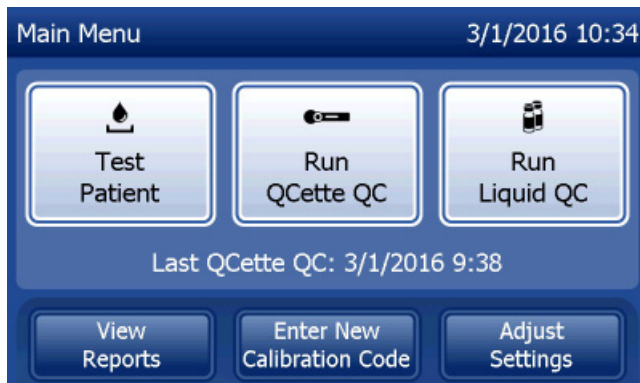 Main Menu 3/1/2016 10:34
Test
Patient
Run
QCette QC
Run
Liquid QC
Last QCette QC: 3/1/2016 9:38
View
Reports
Enter New
Calibration Code
Adjust
Settings